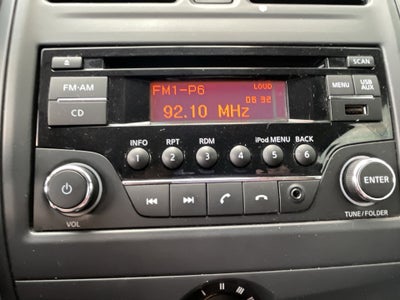 SCAN
FM1-P6 LOUD
FM·AM MENU USB AUX
06 92
92.10 MHz
CD
INFO RPT RDM iPod MENU BACK
1 2 3 4 5 6
ENTER
VOL
TUNE/FOLDER